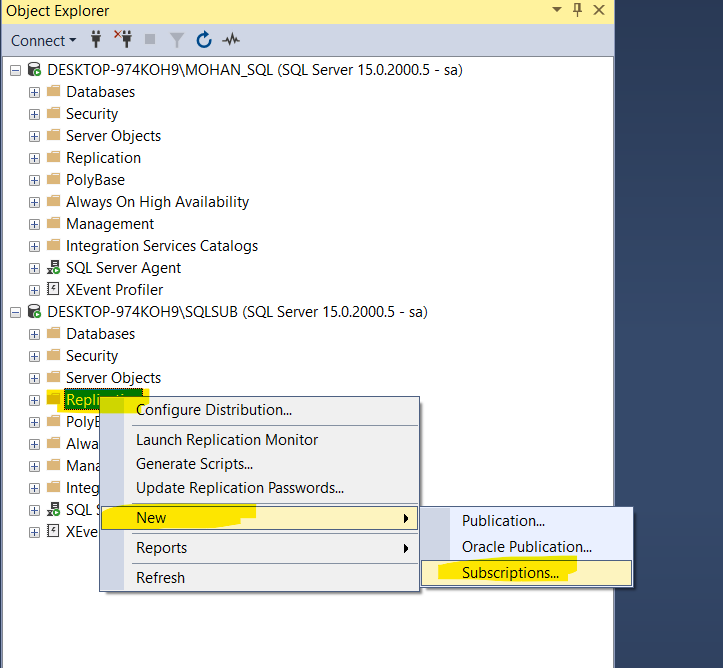 Object Explorer
Connect
DESKTOP-974KOH9\MOHAN_SQL (SQL Server 15.0.2000.5 - sa)
Databases
Security
Server Objects
Replication
PolyBase
Always On High Availability
Management
Integration Services Catalogs
SQL Server Agent
XEvent Profiler
DESKTOP-974KOH9\SQLSUB (SQL Server 15.0.2000.5 - sa)
Databases
Security
Server Objects
Replication
Configure Distribution...
PolyB
Launch Replication Monitor
Alwa
Generate Scripts...
Mana
Update Replication Passwords...
Integ
SQL S
New
Publication...
XEve
Oracle Publication...
Reports
Subscriptions...
Refresh